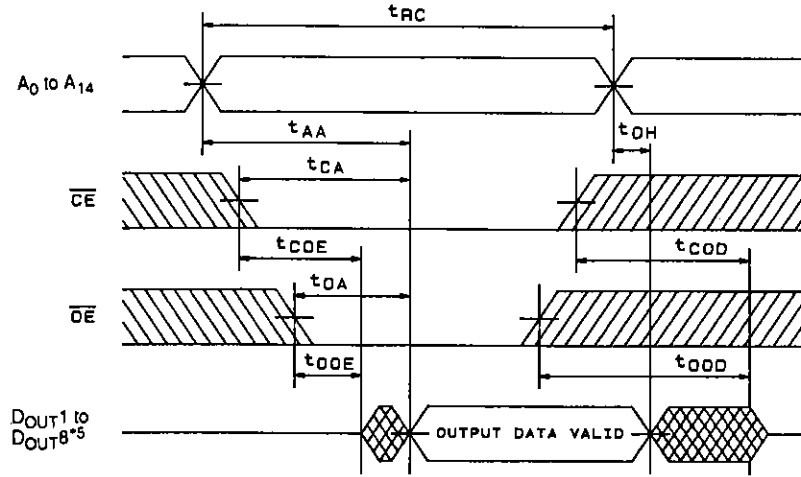 tRC
A0 to A14
tAA
tOH
tCA
CE
tCOE
tCOD
tOA
OE
tOOE
tOOD
DOUT1 to
DOUT8*5
OUTPUT DATA VALID